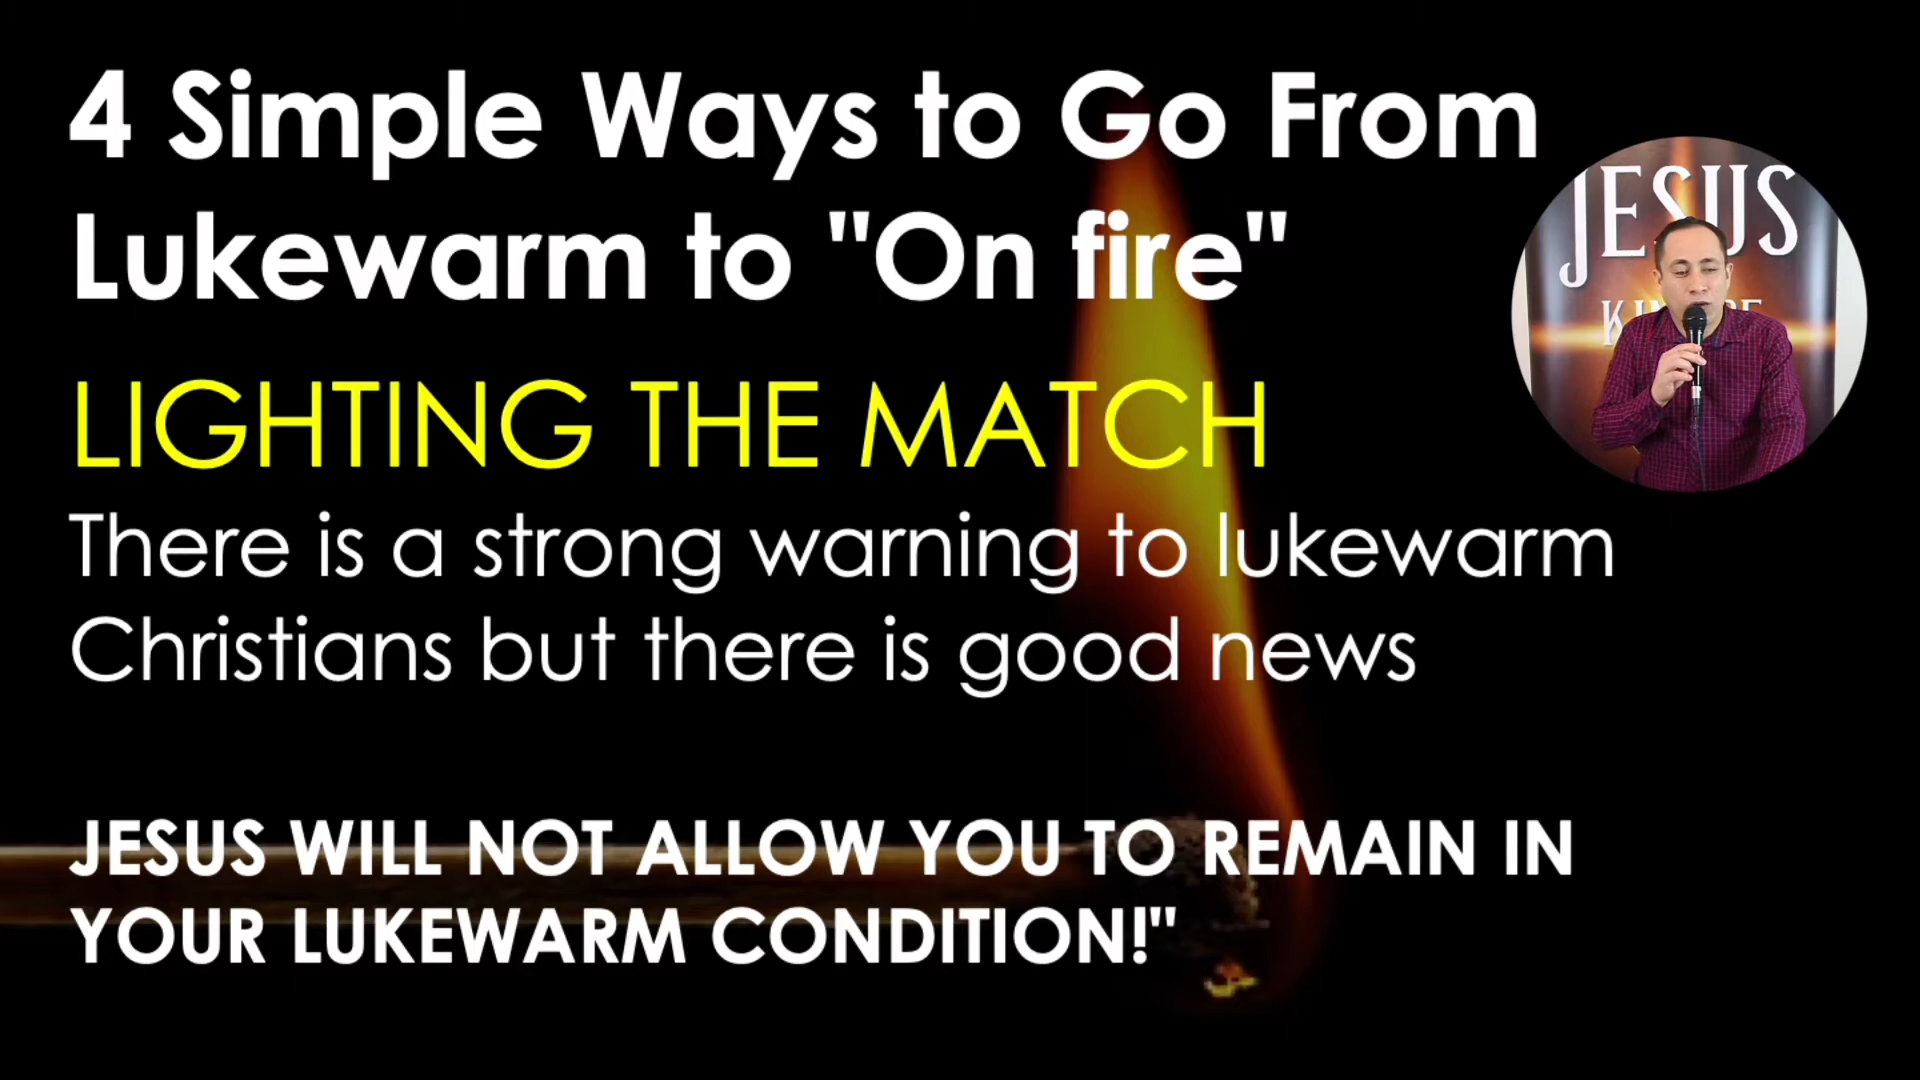 4 Simple Ways to Go From
Lukewarm to "On fire"
LIGHTING THE MATCH
There is a strong warning to lukewarm
Christians but there is good news
JESUS WILL NOT ALLOW YOU TO REMAIN IN
YOUR LUKEWARM CONDITION!"
JESUS